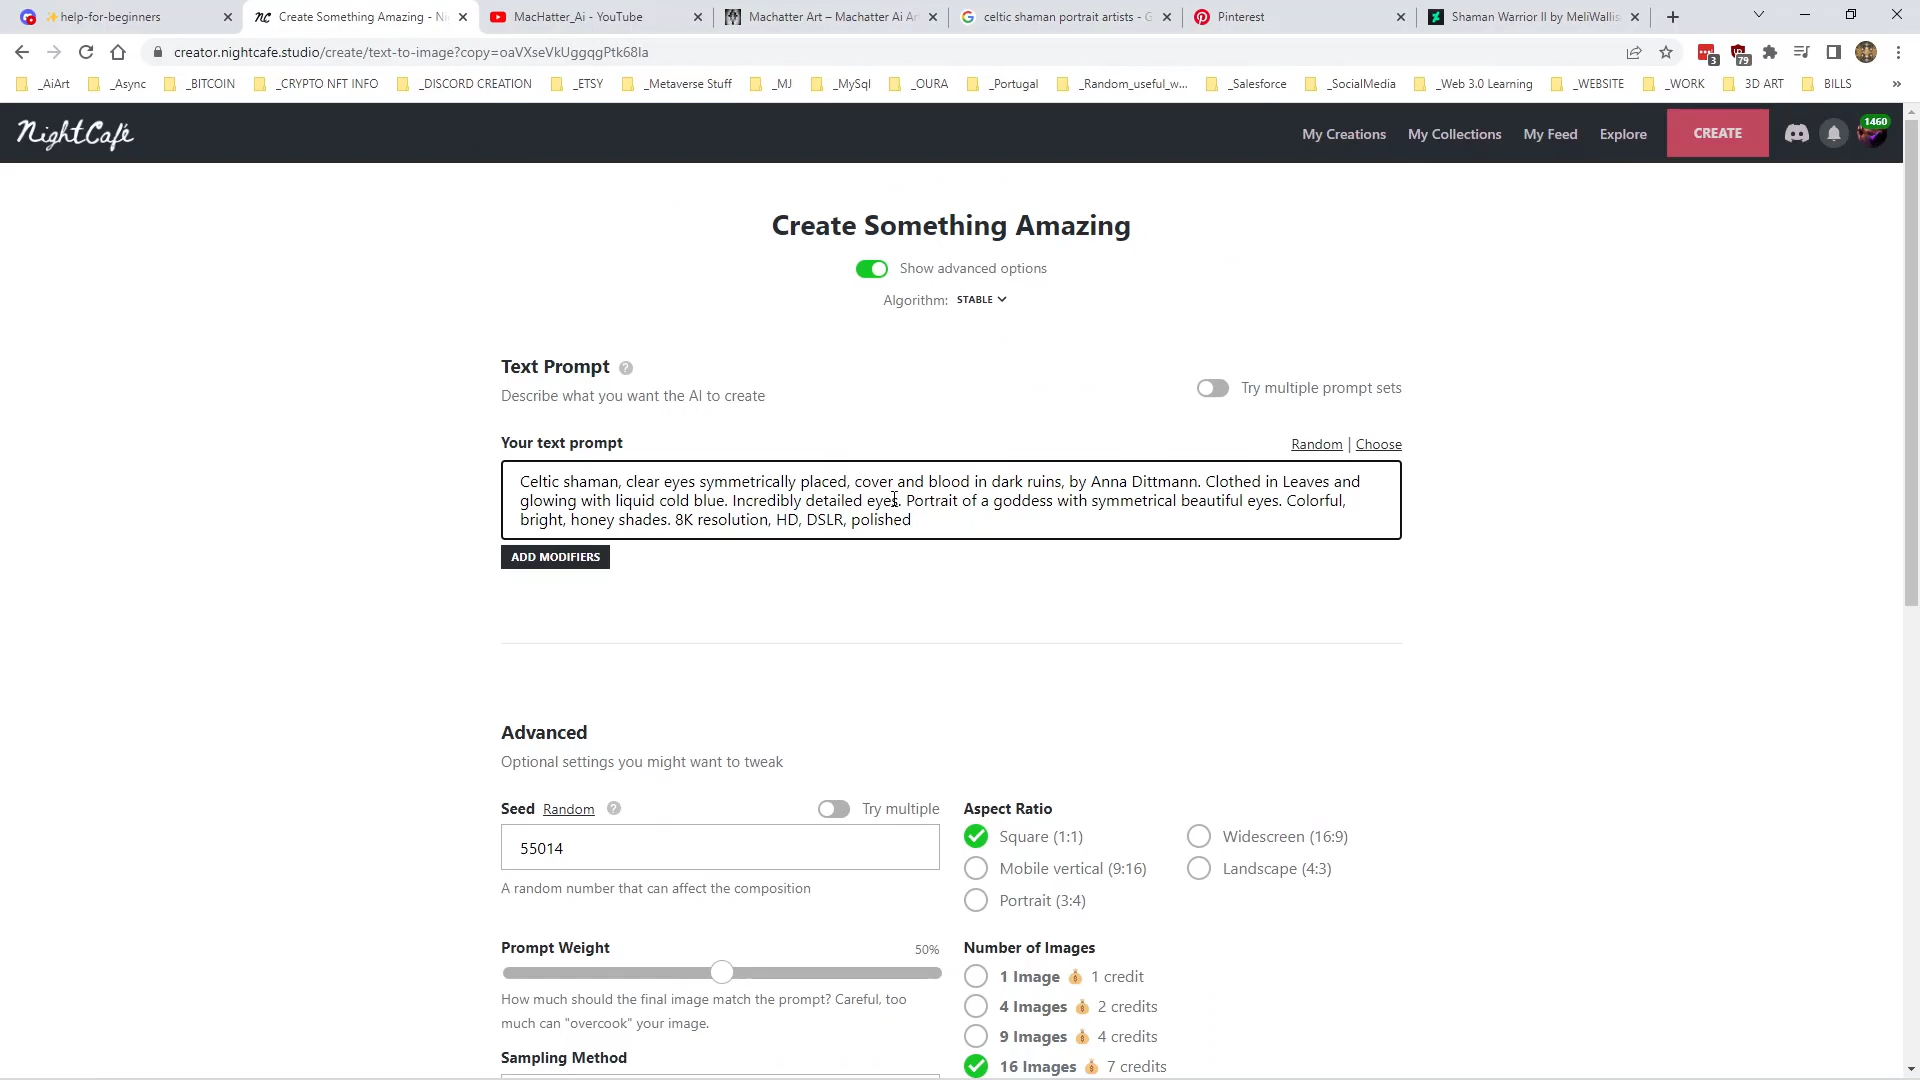 ✨help-for-beginners
Create Something Amazing - Ni
MacHatter_Ai - YouTube
Machatter Art – Machatter Ai Ar
celtic shaman portrait artists - G
Pinterest
Shaman Warrior II by MeliWallis
creator.nightcafe.studio/create/text-to-image?copy=oaVXseVkUggqgPtk68la
3
79
_AiArt
_Async
_BITCOIN
_CRYPTO NFT INFO
_DISCORD CREATION
_ETSY
_Metaverse Stuff
_MJ
_MySql
_OURA
_Portugal
_Random_useful_w...
_Salesforce
_SocialMedia
_Web 3.0 Learning
_WEBSITE
_WORK
3D ART
BILLS
»
NightCafé
My Creations
My Collections
My Feed
Explore
CREATE
1460
Create Something Amazing
Show advanced options
Algorithm: STABLE
Text Prompt ?
Describe what you want the AI to create
Try multiple prompt sets
Your text prompt
Random | Choose
Celtic shaman, clear eyes symmetrically placed, cover and blood in dark ruins, by Anna Dittmann. Clothed in Leaves and
glowing with liquid cold blue. Incredibly detailed eyes. Portrait of a goddess with symmetrical beautiful eyes. Colorful,
bright, honey shades. 8K resolution, HD, DSLR, polished
ADD MODIFIERS
Advanced
Optional settings you might want to tweak
Seed Random ?
Try multiple
55014
A random number that can affect the composition
Aspect Ratio
Square (1:1)
Widescreen (16:9)
Mobile vertical (9:16)
Landscape (4:3)
Portrait (3:4)
Prompt Weight
50%
How much should the final image match the prompt? Careful, too
much can "overcook" your image.
Sampling Method
Number of Images
1 Image 💰 1 credit
4 Images 💰 2 credits
9 Images 💰 4 credits
16 Images 💰 7 credits